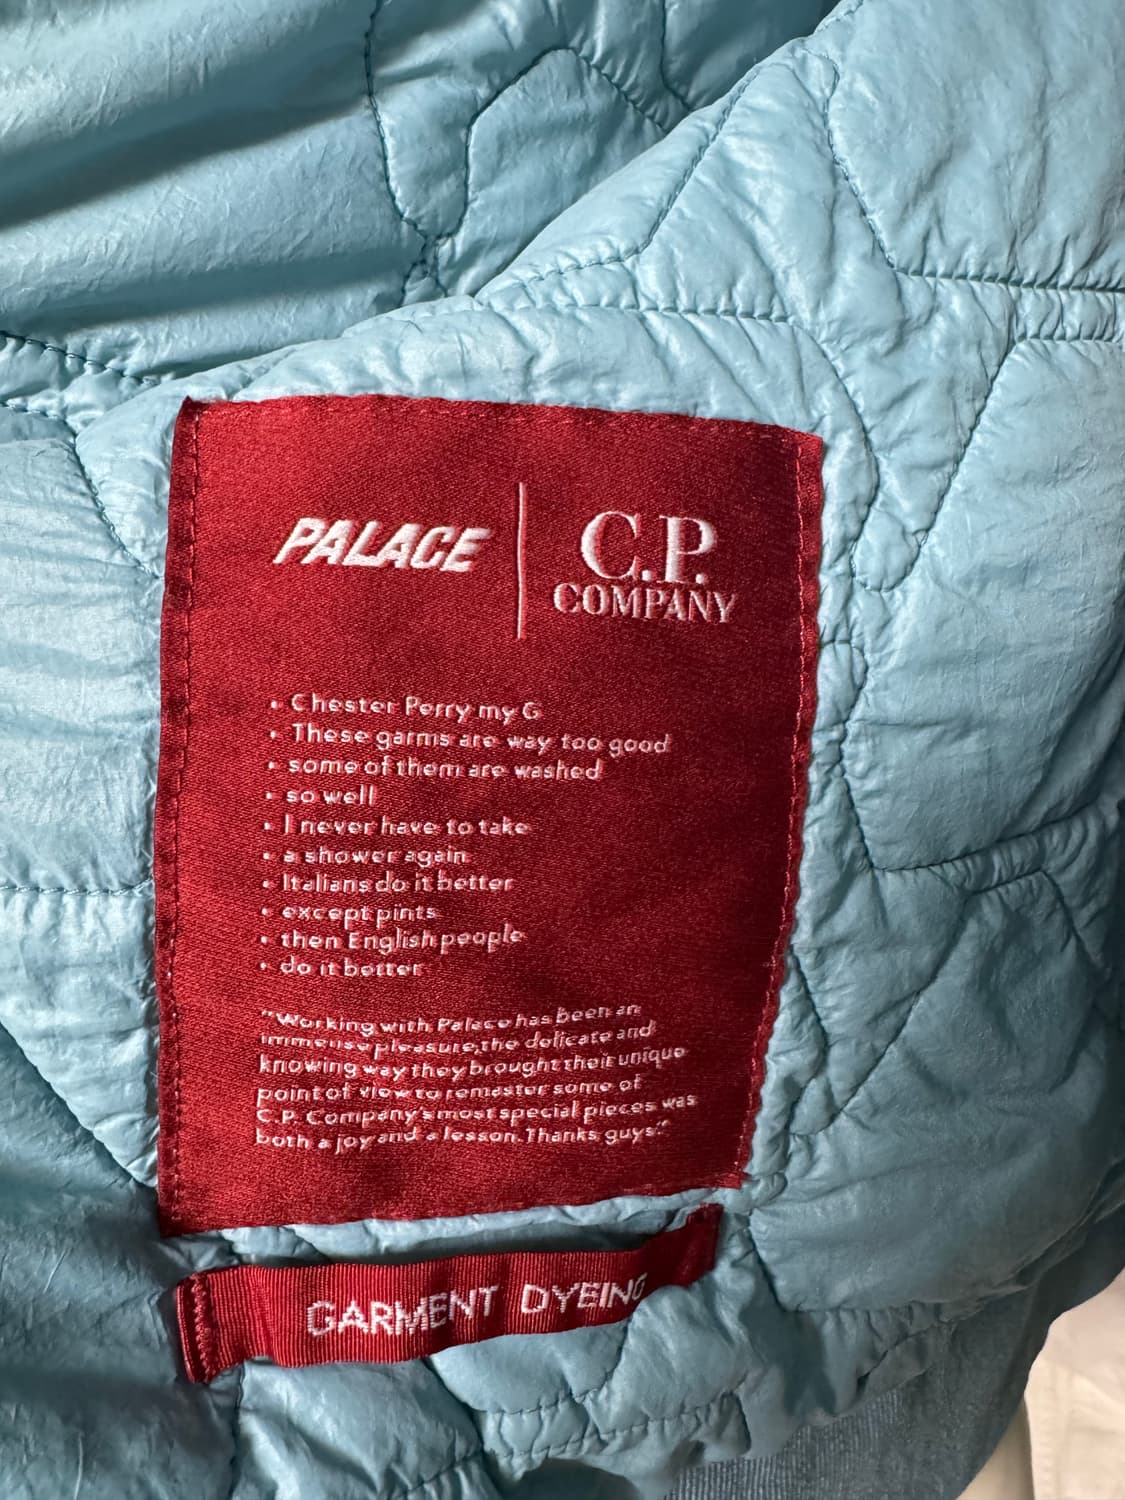 PALACE | C.P. COMPANY
• Chester Perry my G
• These garms are way too good
• some of them are washed
• so well
• I never have to take
• a shower again
• Italians do it better
• except pints
• then English people
• do it better
"Working with Palace has been an
immense pleasure, the delicate and
knowing way they brought their unique
point of view to remaster some of
C.P. Company's most special pieces was
both a joy and a lesson. Thanks guys."
GARMENT DYEING